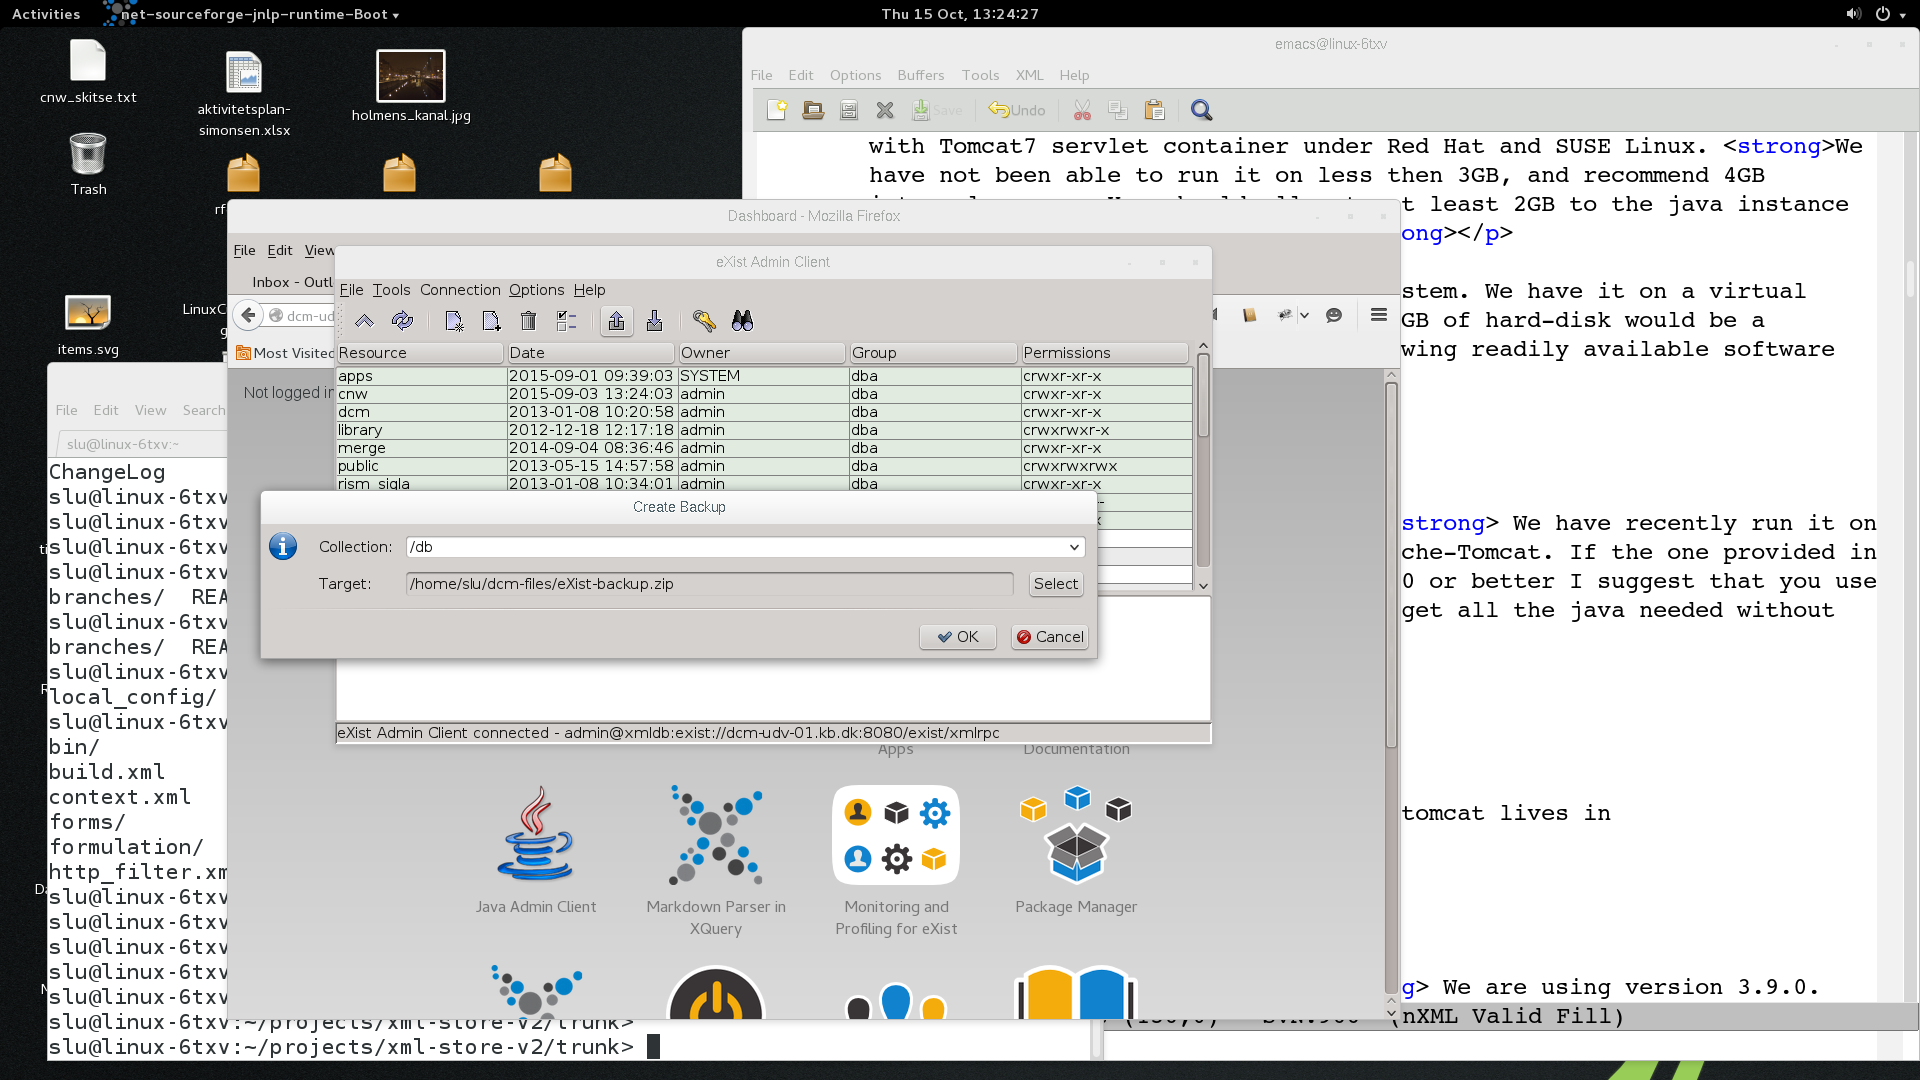 Activities
net-sourceforge-jnlp-runtime-Boot
Thu 15 Oct, 13:24:27
cnw_skitse.txt
aktivitetsplan-
simonsen.xlsx
holmens_kanal.jpg
Trash
items.svg
emacs@linux-6txv
File Edit Options Buffers Tools XML Help
Save Undo
with Tomcat7 servlet container under Red Hat and SUSE Linux. <strong>We
have not been able to run it on less then 3GB, and recommend 4GB
t least 2GB to the java instance
ong></p>
stem. We have it on a virtual
GB of hard-disk would be a
wing readily available software
strong> We have recently run it on
che-Tomcat. If the one provided in
0 or better I suggest that you use
get all the java needed without
tomcat lives in
g> We are using version 3.9.0.
(nXML Valid Fill)
Dashboard - Mozilla Firefox
File Edit View
Inbox - Outl
dcm-ud
Most Visited
Not logged in
eXist Admin Client
File Tools Connection Options Help
Resource Date Owner Group Permissions
apps 2015-09-01 09:39:03 SYSTEM dba crwxr-xr-x
cnw 2015-09-03 13:24:03 admin dba crwxr-xr-x
dcm 2013-01-08 10:20:58 admin dba crwxr-xr-x
library 2012-12-18 12:17:18 admin dba crwxrwxr-x
merge 2014-09-04 08:36:46 admin dba crwxr-xr-x
public 2013-05-15 14:57:58 admin dba crwxrwxrwx
rism_sigla 2013-01-08 10:34:01 admin dba crwxr-xr-x
Create Backup
Collection: /db
Target: /home/slu/dcm-files/eXist-backup.zip Select
OK Cancel
eXist Admin Client connected - admin@xmldb:exist://dcm-udv-01.kb.dk:8080/exist/xmlrpc
Apps Documentation
Java Admin Client
Markdown Parser in
XQuery
Monitoring and
Profiling for eXist
Package Manager
File Edit View Search
slu@linux-6txv:~
ChangeLog
slu@linux-6txv
slu@linux-6txv
slu@linux-6txv
slu@linux-6txv
branches/ REA
slu@linux-6txv
branches/ REA
slu@linux-6txv
local_config/
slu@linux-6txv
bin/
build.xml
context.xml
forms/
formulation/
http_filter.xm
slu@linux-6txv
slu@linux-6txv
slu@linux-6txv
slu@linux-6txv
slu@linux-6txv
slu@linux-6txv:~/projects/xml-store-v2/trunk>
slu@linux-6txv:~/projects/xml-store-v2/trunk>